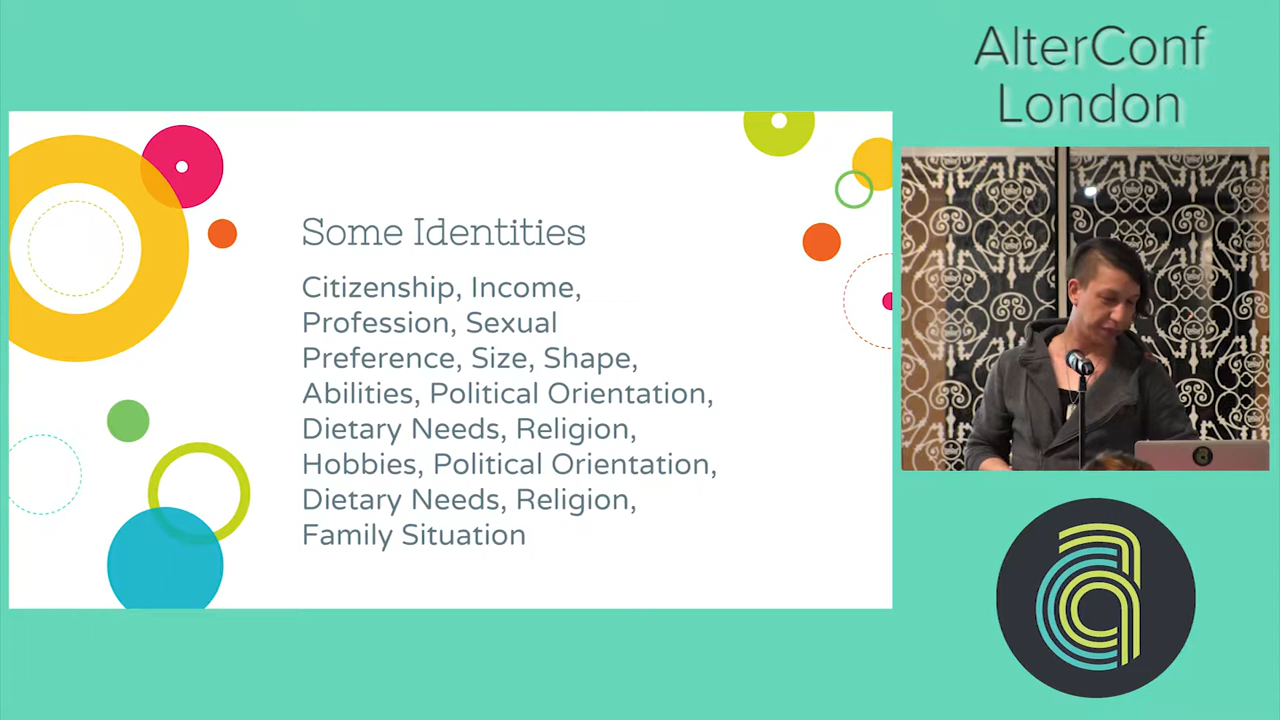 AlterConf
London
Some Identities
Citizenship, Income,
Profession, Sexual
Preference, Size, Shape,
Abilities, Political Orientation,
Dietary Needs, Religion,
Hobbies, Political Orientation,
Dietary Needs, Religion,
Family Situation